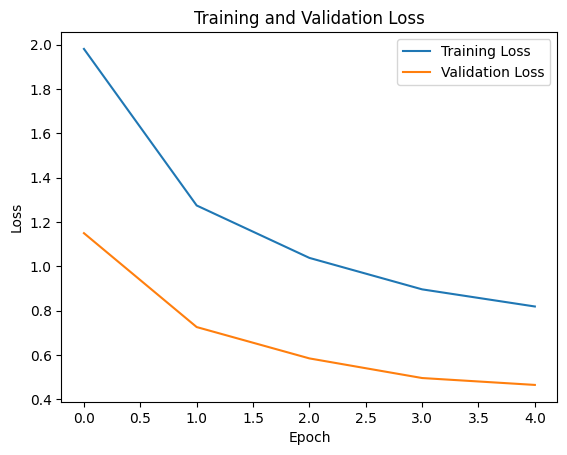 Training and Validation Loss
Training Loss
Validation Loss
2.0
1.8
1.6
1.4
1.2
1.0
0.8
0.6
0.4
Loss
0.0 0.5 1.0 1.5 2.0 2.5 3.0 3.5 4.0
Epoch